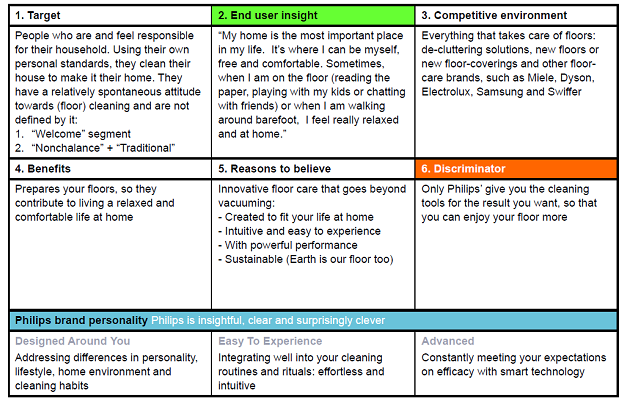 1. Target
People who are and feel responsible
for their household. Using their own
personal standards, they clean their
house to make it their home. They
have a relatively spontaneous attitude
towards (floor) cleaning and are not
defined by it:
1. “Welcome” segment
2. “Nonchalance” + “Traditional”
2. End user insight
“My home is the most important place
in my life. It’s where I can be myself,
free and comfortable. Sometimes,
when I am on the floor (reading the
paper, playing with my kids or chatting
with friends) or when I am walking
around barefoot, I feel really relaxed
and at home.”
3. Competitive environment
Everything that takes care of floors:
de-cluttering solutions, new floors or
new floor-coverings and other floor-
care brands, such as Miele, Dyson,
Electrolux, Samsung and Swiffer
4. Benefits
Prepares your floors, so they
contribute to living a relaxed and
comfortable life at home
5. Reasons to believe
Innovative floor care that goes beyond
vacuuming:
- Created to fit your life at home
- Intuitive and easy to experience
- With powerful performance
- Sustainable (Earth is our floor too)
6. Discriminator
Only Philips’ give you the cleaning
tools for the result you want, so that
you can enjoy your floor more
Philips brand personality Philips is insightful, clear and surprisingly clever
Designed Around You
Addressing differences in personality,
lifestyle, home environment and
cleaning habits
Easy To Experience
Integrating well into your cleaning
routines and rituals: effortless and
intuitive
Advanced
Constantly meeting your expectations
on efficacy with smart technology